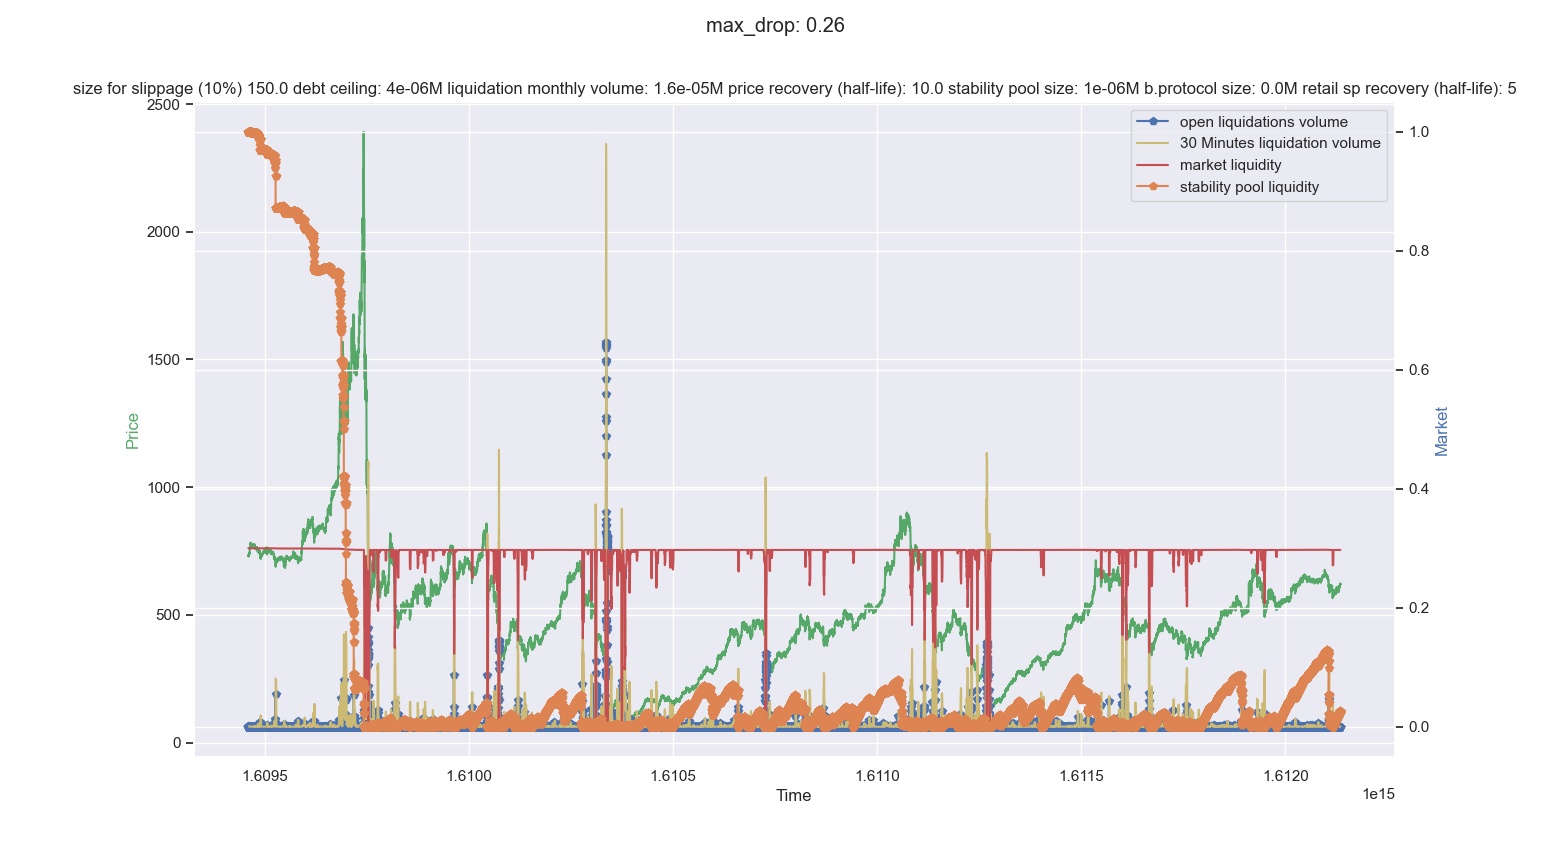 max_drop: 0.26
size for slippage (10%) 150.0 debt ceiling: 4e-06M liquidation monthly volume: 1.6e-05M price recovery (half-life): 10.0 stability pool size: 1e-06M b.protocol size: 0.0M retail sp recovery (half-life): 5
open liquidations volume
30 Minutes liquidation volume
market liquidity
stability pool liquidity
2500
2000
1500
1000
500
0
Price
1.0
0.8
0.6
0.4
0.2
0.0
Market
1.6095 1.6100 1.6105 1.6110 1.6115 1.6120
1e15
Time